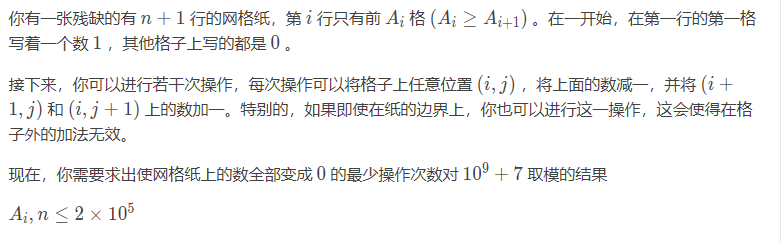 你有一张残缺的有 $n+1$ 行的网格纸，第 $i$ 行只有前 $A_i$ 格 $(A_i \geq A_{i+1})$ 。在一开始，在第一行的第一格
写着一个数 $1$ ，其他格子上写的都是 $0$ 。
接下来，你可以进行若干次操作，每次操作可以将格子上任意位置 $(i,j)$ ，将上面的数减一，并将 $(i+$
$1,j)$ 和 $(i,j+1)$ 上的数加一。特别的，如果即使在纸的边界上，你也可以进行这一操作，这会使得在格
子外的加法无效。
现在，你需要求出使网格纸上的数全部变成 $0$ 的最少操作次数对 $10^9+7$ 取模的结果
$A_i, n \leq 2 \times 10^5$